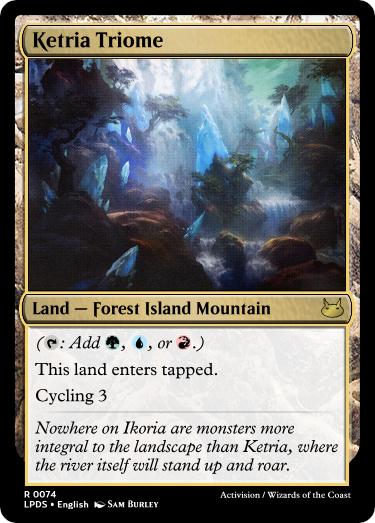 Ketria Triome
Land — Forest Island Mountain
(: Add , , or .)
This land enters tapped.
Cycling 3
Nowhere on Ikoria are monsters more
integral to the landscape than Ketria, where
the river itself will stand up and roar.
R 0074
LPDS • English Sam Burley
Activision / Wizards of the Coast